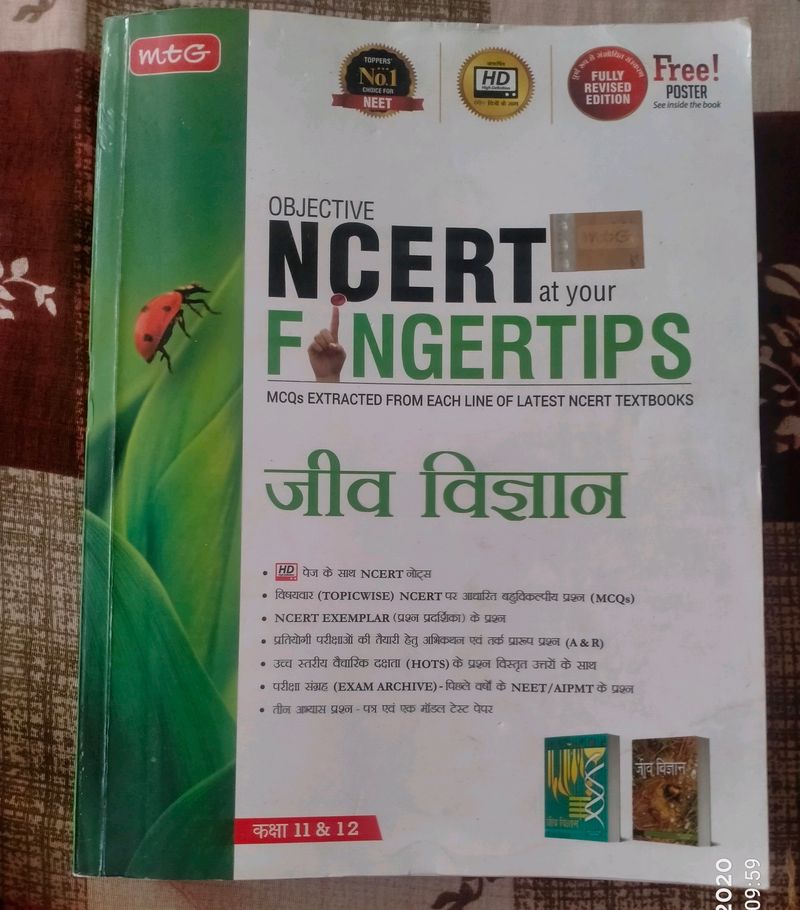 mtG
TOPPERS'
No.1
CHOICE FOR
NEET
HD
High Definition
FULLY
REVISED
EDITION
Free!
POSTER
See inside the book
OBJECTIVE
NCERT
mtG
at your
FINGERTIPS
MCQs EXTRACTED FROM EACH LINE OF LATEST NCERT TEXTBOOKS
जीव विज्ञान
• HD पेज के साथ NCERT नोट्स
• विषयवार (TOPICWISE) NCERT पर आधारित बहुविकल्पीय प्रश्न (MCQs)
• NCERT EXEMPLAR (प्रश्न प्रदर्शिका) के प्रश्न
• प्रतियोगी परीक्षाओं की तैयारी हेतु अभिकथन एवं तर्क प्रारूप प्रश्न (A & R)
• उच्च स्तरीय वैचारिक दक्षता (HOTS) के प्रश्न विस्तृत उत्तरों के साथ
• परीक्षा संग्रह (EXAM ARCHIVE) - पिछले वर्षों के NEET/AIPMT के प्रश्न
• तीन अभ्यास प्रश्न - पत्र एवं एक मॉडल टेस्ट पेपर
जीव विज्ञान
जीव विज्ञान
कक्षा 11 & 12
2020
09:59